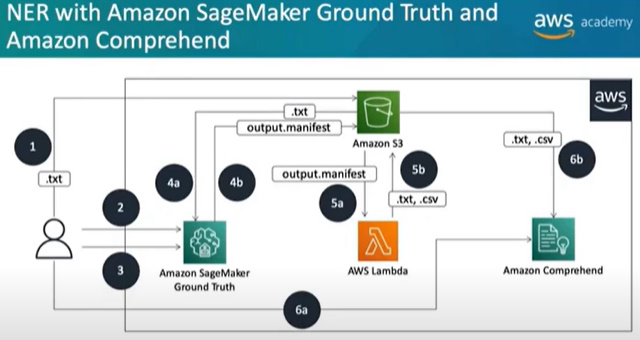 NER with Amazon SageMaker Ground Truth and
Amazon Comprehend
aws academy
aws
.txt
output.manifest
Amazon S3
.txt, .csv
1
.txt
4a
4b
output.manifest
5a
5b
.txt, .csv
6b
2
3
Amazon SageMaker
Ground Truth
AWS Lambda
Amazon Comprehend
6a